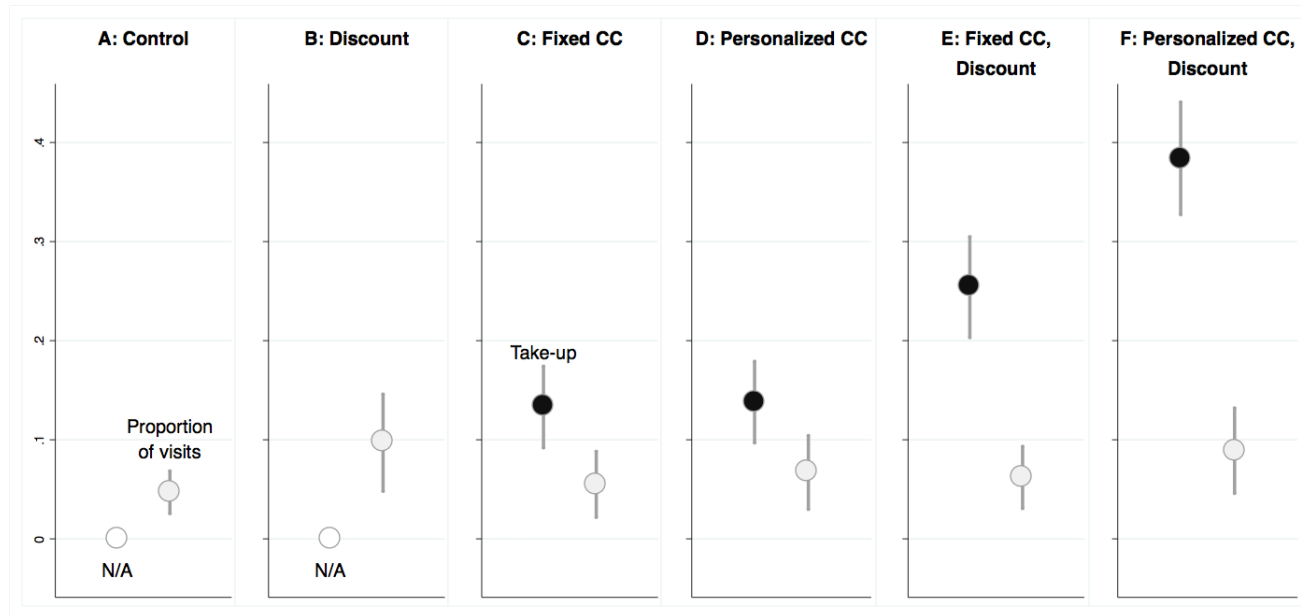 A: Control
B: Discount
C: Fixed CC
D: Personalized CC
E: Fixed CC,
Discount
F: Personalized CC,
Discount
.4
.3
.2
.1
0
Take-up
Proportion
of visits
N/A
N/A